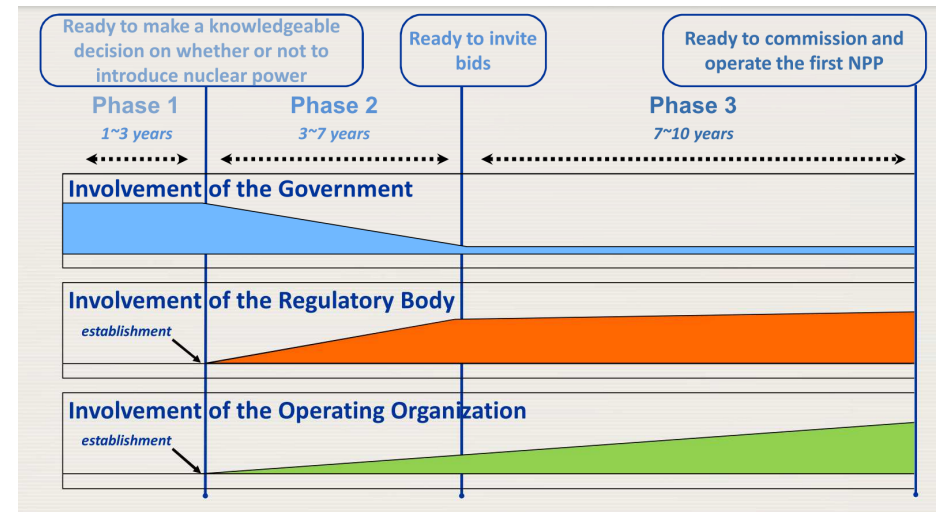 Ready to make a knowledgeable
decision on whether or not to
introduce nuclear power
Ready to invite
bids
Ready to commission and
operate the first NPP
Phase 1
1~3 years
Phase 2
3~7 years
Phase 3
7~10 years
Involvement of the Government
Involvement of the Regulatory Body
establishment
Involvement of the Operating Organization
establishment